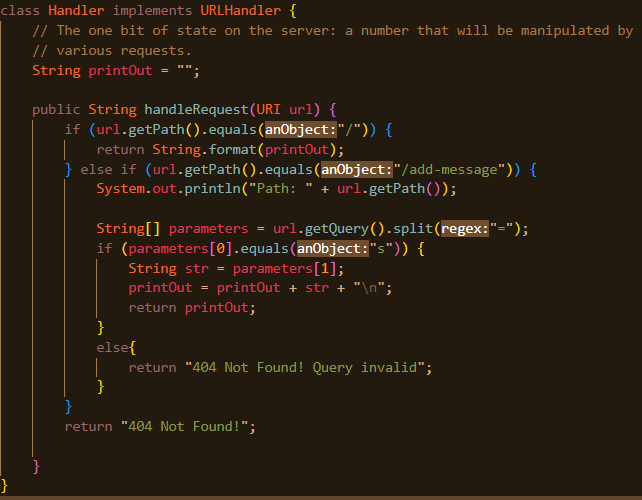 class Handler implements URLHandler {
    // The one bit of state on the server: a number that will be manipulated by
    // various requests.
    String printOut = "";

    public String handleRequest(URI url) {
        if (url.getPath().equals(anObject:"/")) {
            return String.format(printOut);
        } else if (url.getPath().equals(anObject:"/add-message")) {
            System.out.println("Path: " + url.getPath());

            String[] parameters = url.getQuery().split(regex:"=");
            if (parameters[0].equals(anObject:"s")) {
                String str = parameters[1];
                printOut = printOut + str + "\n";
                return printOut;
            }
            else{
                return "404 Not Found! Query invalid";
            }
        }
        return "404 Not Found!";

    }
}